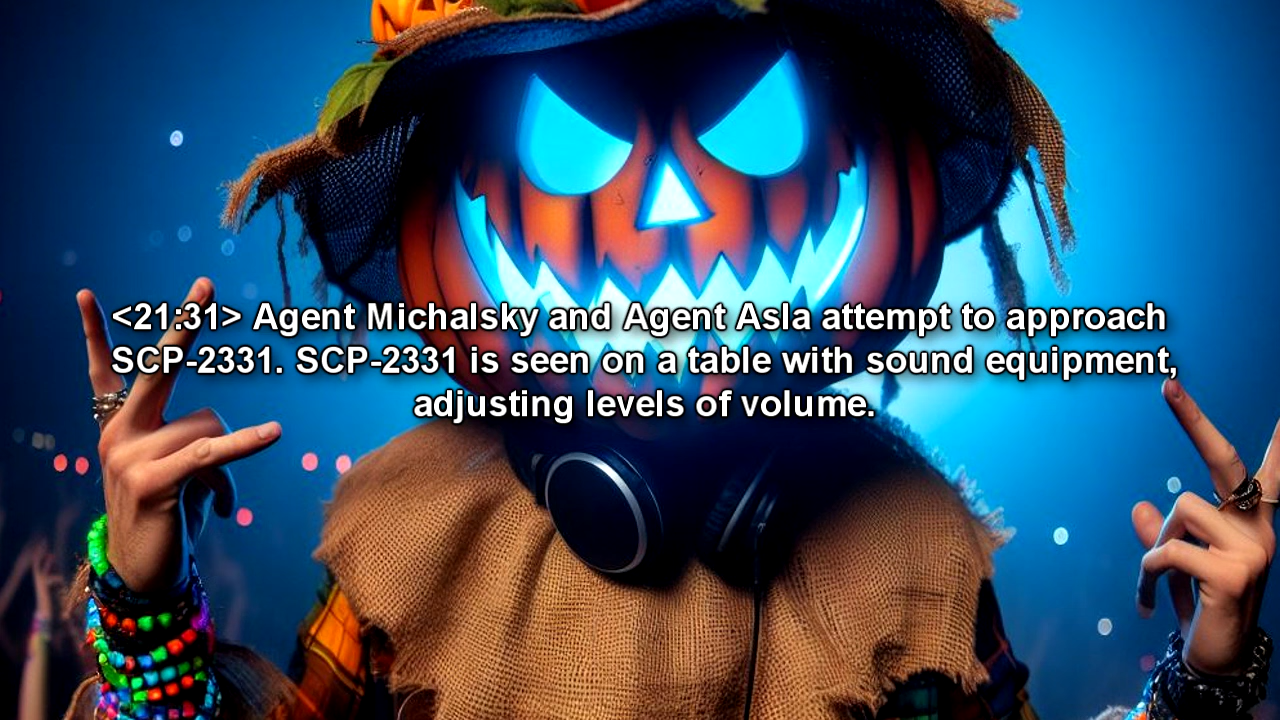 <21:31> Agent Michalsky and Agent Asla attempt to approach
SCP-2331. SCP-2331 is seen on a table with sound equipment,
adjusting levels of volume.